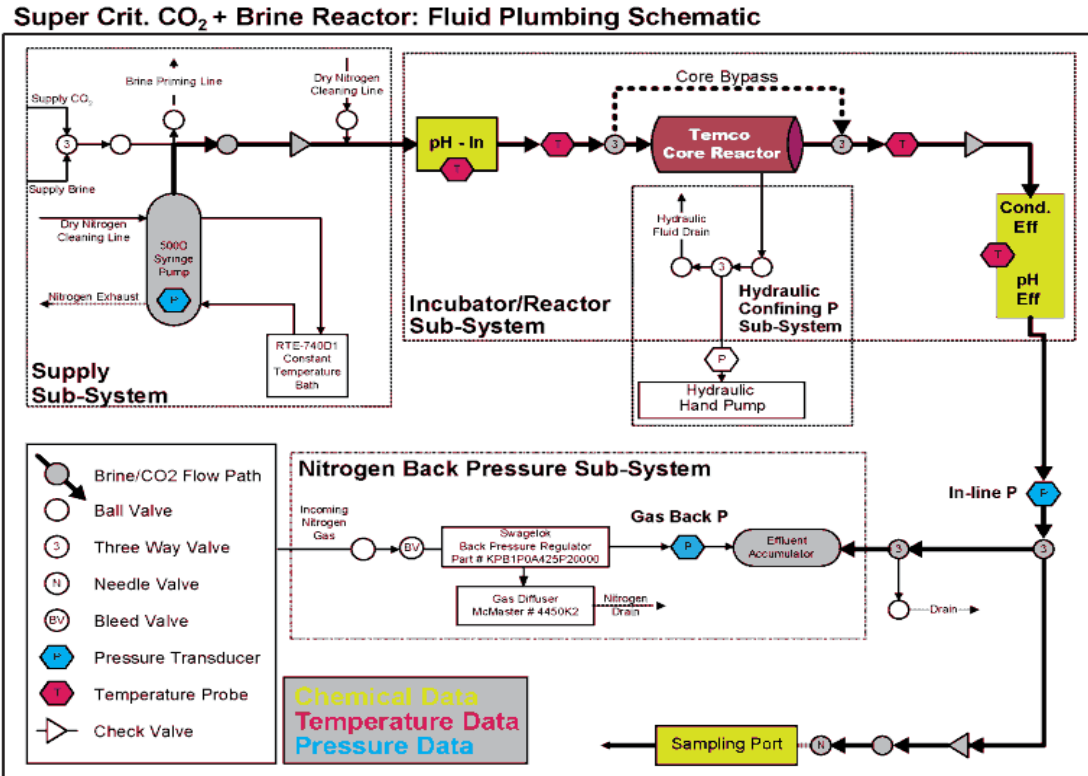 Super Crit. CO₂ + Brine Reactor: Fluid Plumbing Schematic
Supply CO₂
Brine Priming Line
Dry Nitrogen
Cleaning Line
3
Supply Brine
Dry Nitrogen
Cleaning Line
500D
Syringe
Pump
P
Nitrogen Exhaust
RTE-740D1
Constant
Temperature
Bath
Supply
Sub-System
Core Bypass
pH - In
T
T
3
Temco
Core Reactor
3
T
Cond.
Eff
T
pH
Eff
Hydraulic
Fluid Drain
3
Incubator/Reactor
Sub-System
Hydraulic
Confining P
Sub-System
P
Hydraulic
Hand Pump
Brine/CO2 Flow Path
Ball Valve
3
Three Way Valve
N
Needle Valve
BV
Bleed Valve
P
Pressure Transducer
T
Temperature Probe
Check Valve
Nitrogen Back Pressure Sub-System
Incoming
Nitrogen
Gas
BV
Swagelok
Back Pressure Regulator
Part # KPB1P0A425P20000
Gas Back P
P
Effluent
Accumulator
Gas Diffuser
McMaster # 4450K2
Nitrogen
Drain
In-line P
P
3
3
Drain
Chemical Data
Temperature Data
Pressure Data
Sampling Port
N